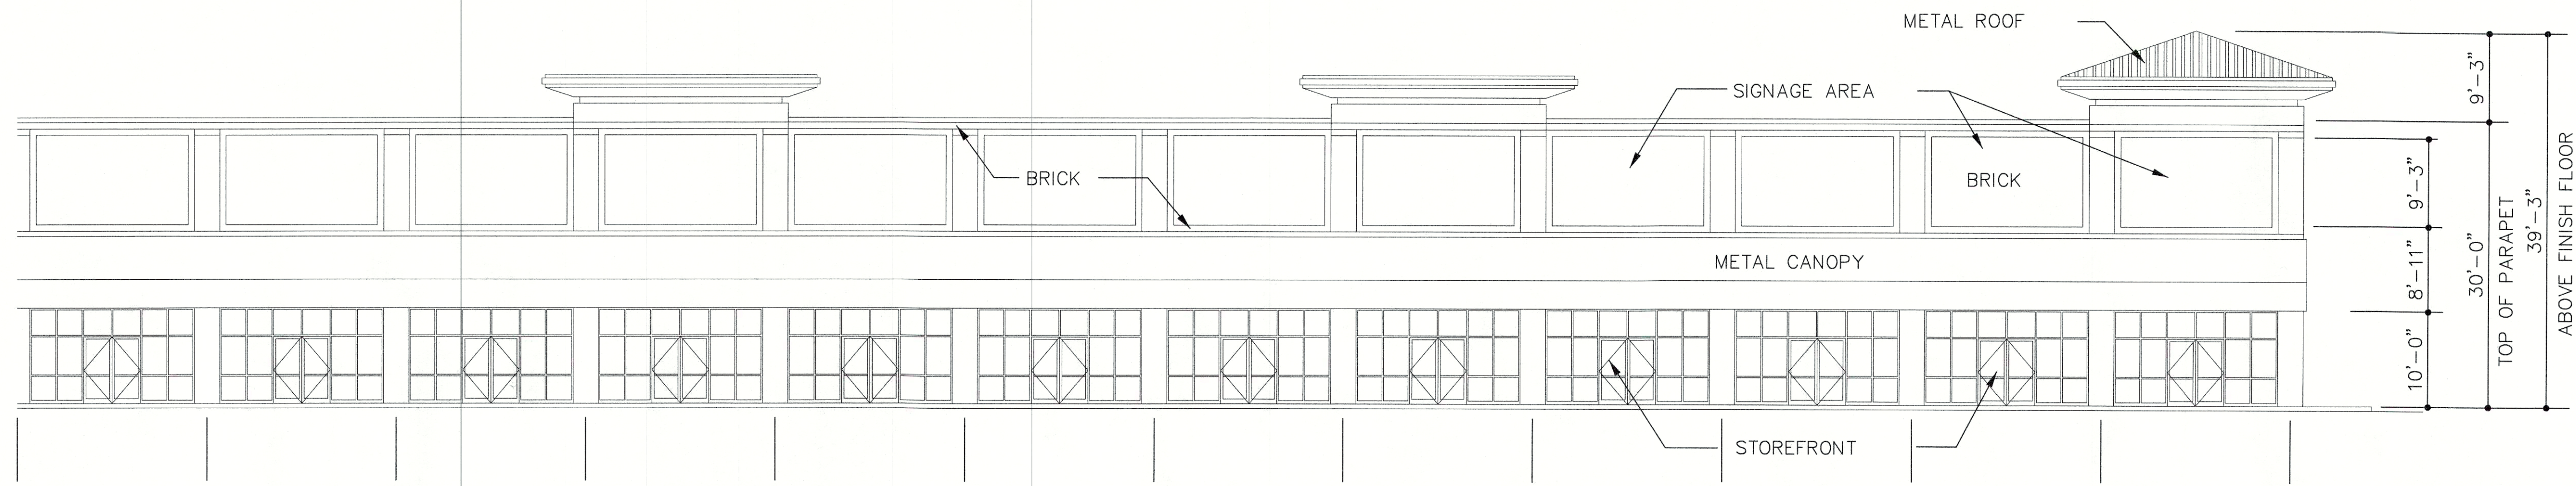 METAL ROOF
SIGNAGE AREA
BRICK
BRICK
METAL CANOPY
STOREFRONT
9'-3"
9'-3"
8'-11"
10'-0"
30'-0"
TOP OF PARAPET
39'-3"
ABOVE FINISH FLOOR